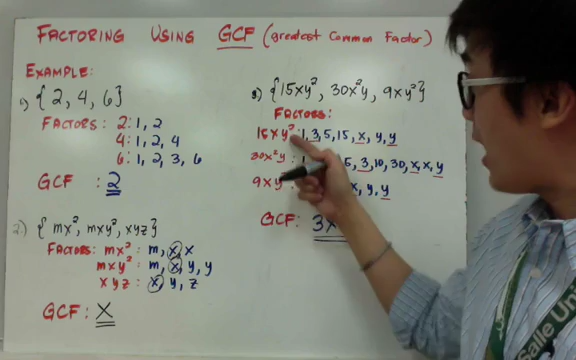 FACTORING USING GCF (greatest Common Factor)
EXAMPLE:
1) {2, 4, 6}
FACTORS: 2: 1, 2
4: 1, 2, 4
6: 1, 2, 3, 6
GCF: 2
2.) { mx², mxy², xyz}
FACTORS: mx²: m, x, x
mxy²: m, x, y, y
xyz: x, y, z
GCF: X
3) {15xy², 30x²y, 9xy²}
FACTORS:
15xy²: 1, 3, 5, 15, x, y, y
30x²y: 5, 3, 10, 30, x, x, y
9xy x, y, y
GCF: 3x
Salle